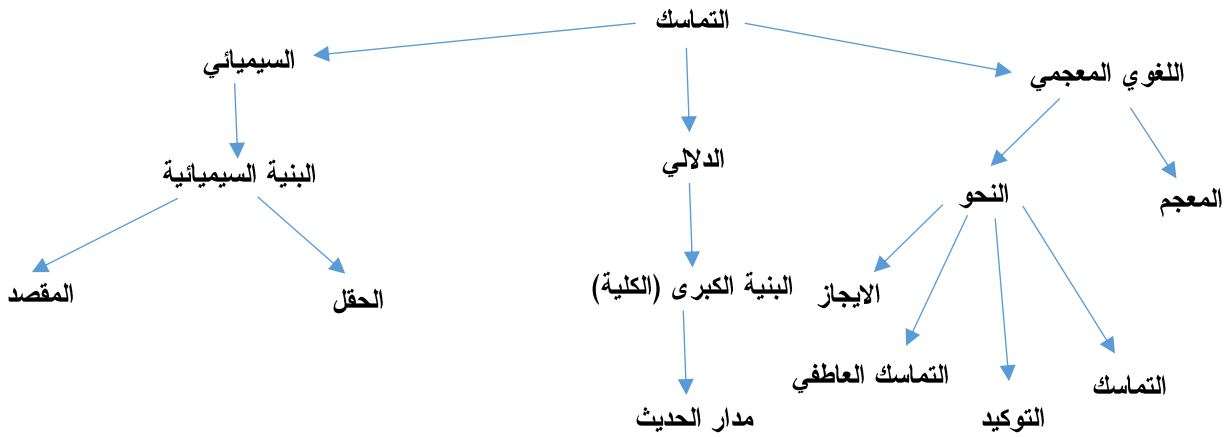 التماسك
اللغوي المعجمي
السيميائي
الدلالي
البنية السيميائية
المعجم
النحو
البنية الكبرى (الكلية)
الايجاز
الحقل
المقصد
التماسك
التماسك العاطفي
التوكيد
مدار الحديث